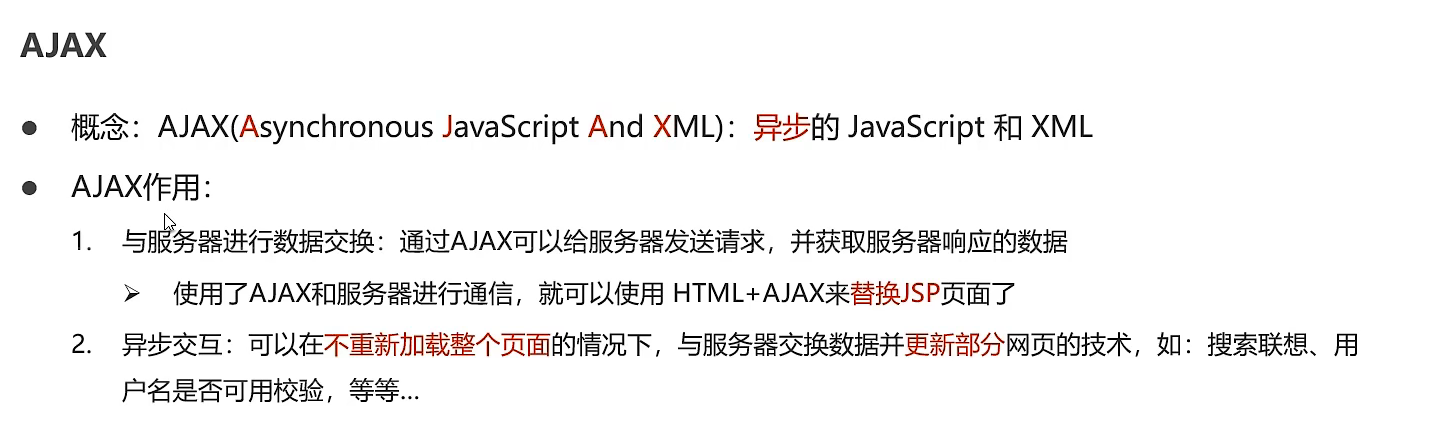 AJAX
● 概念：AJAX(Asynchronous JavaScript And XML)：异步的 JavaScript 和 XML
● AJAX作用：
1. 与服务器进行数据交换：通过AJAX可以给服务器发送请求，并获取服务器响应的数据
➢ 使用了AJAX和服务器进行通信，就可以使用 HTML+AJAX来替换JSP页面了
2. 异步交互：可以在不重新加载整个页面的情况下，与服务器交换数据并更新部分网页的技术，如：搜索联想、用
户名是否可用校验，等等…